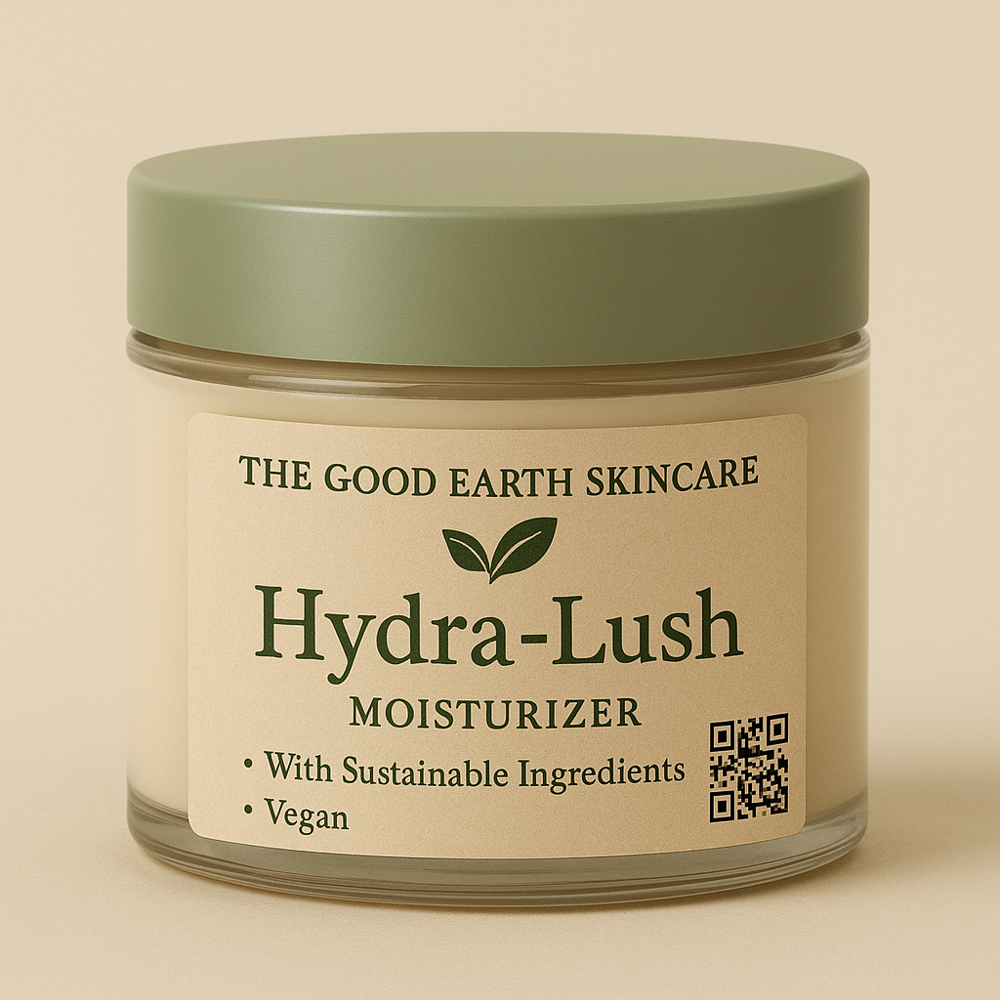 THE GOOD EARTH SKINCARE
Hydra-Lush
MOISTURIZER
• With Sustainable Ingredients
• Vegan